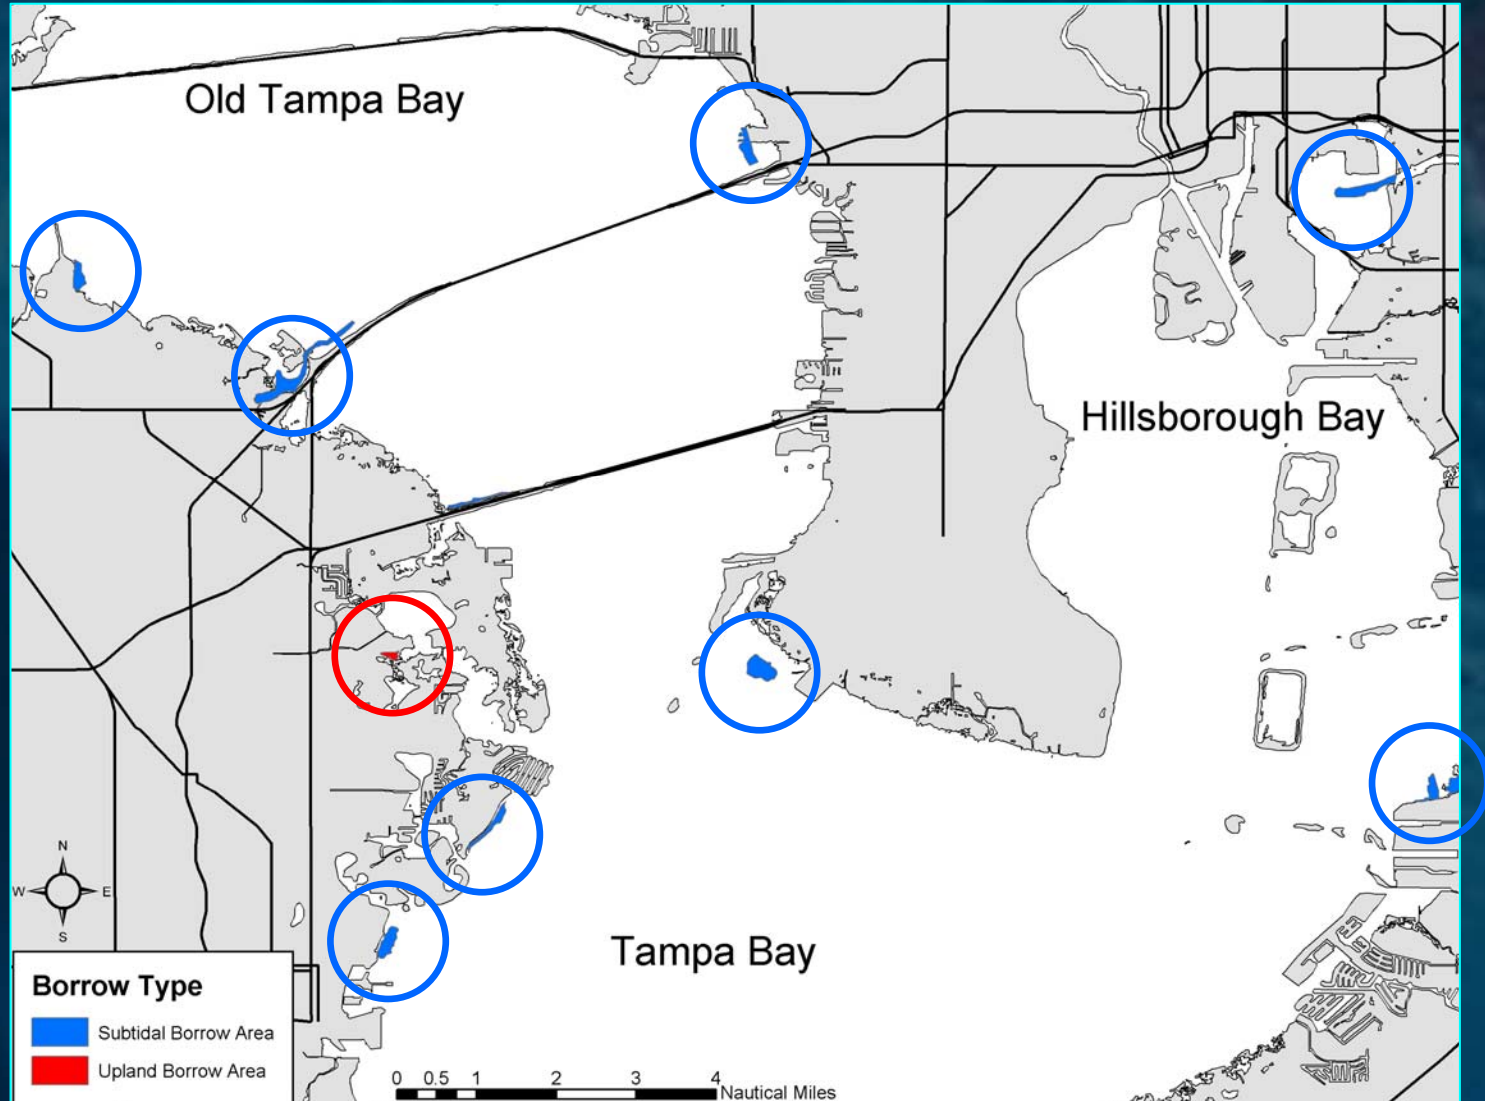 Old Tampa Bay
Hillsborough Bay
Tampa Bay
N
W E
S
Borrow Type
Subtidal Borrow Area
Upland Borrow Area
0 0.5 1 2 3 4
Nautical Miles